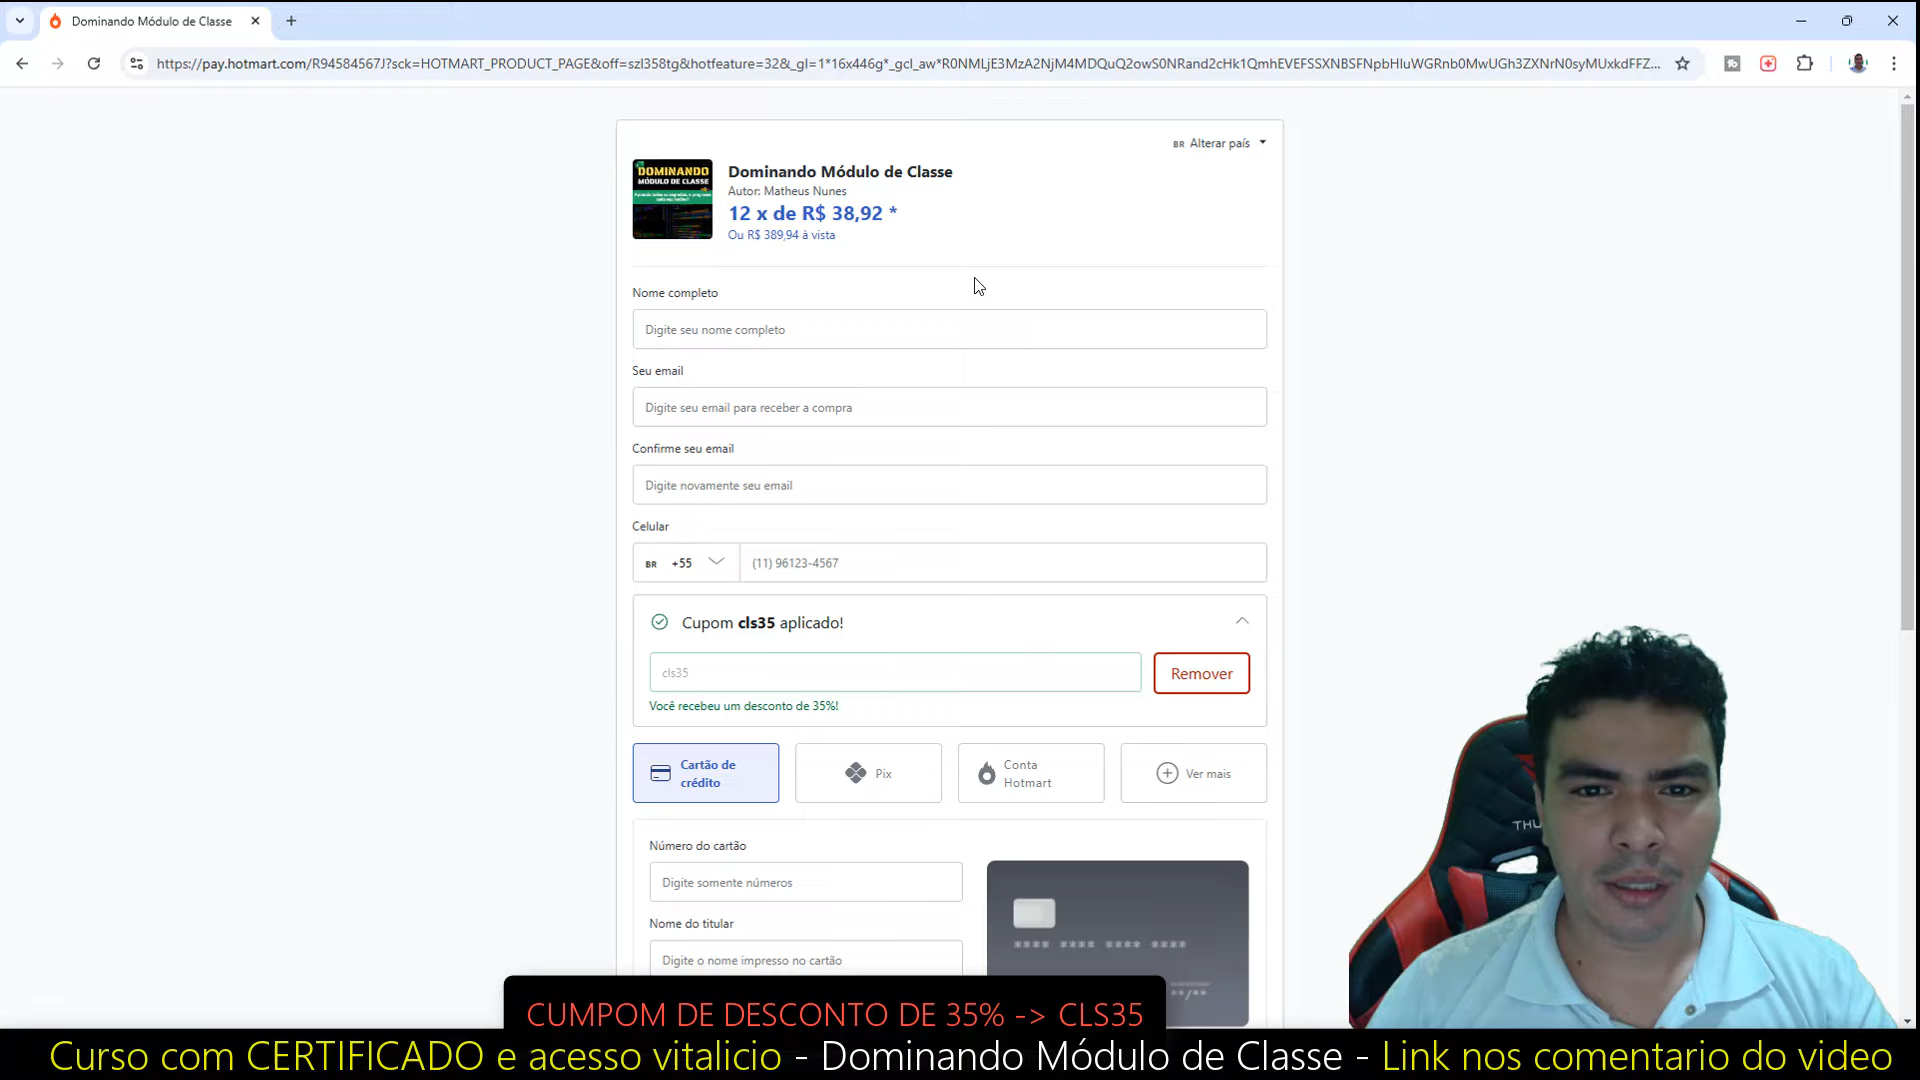 Dominando Módulo de Classe
https://pay.hotmart.com/R94584567J?sck=HOTMART_PRODUCT_PAGE&off=szl358tg&hotfeature=32&_gl=1*16x446g*_gcl_aw*R0NMLjE3MzA2NjM4MDQuQ2owS0NRand2cHk1QmhEVEFSSXNBSFNpbHluWGRnb0MwUGh3ZXNrN0syMUxkdFFZ...
BR Alterar país
DOMINANDO
MÓDULO DE CLASSE
Dominando Módulo de Classe
Autor: Matheus Nunes
12 x de R$ 38,92 *
Ou R$ 389,94 à vista
Nome completo
Digite seu nome completo
Seu email
Digite seu email para receber a compra
Confirme seu email
Digite novamente seu email
Celular
BR +55 (11) 96123-4567
Cupom cls35 aplicado!
cls35 Remover
Você recebeu um desconto de 35%!
Cartão de crédito
Pix
Conta Hotmart
Ver mais
Número do cartão
Digite somente números
Nome do titular
Digite o nome impresso no cartão
**** **** **** ****
**/**
THU
CUMPOM DE DESCONTO DE 35% -> CLS35
Curso com CERTIFICADO e acesso vitalicio - Dominando Módulo de Classe - Link nos comentario do video